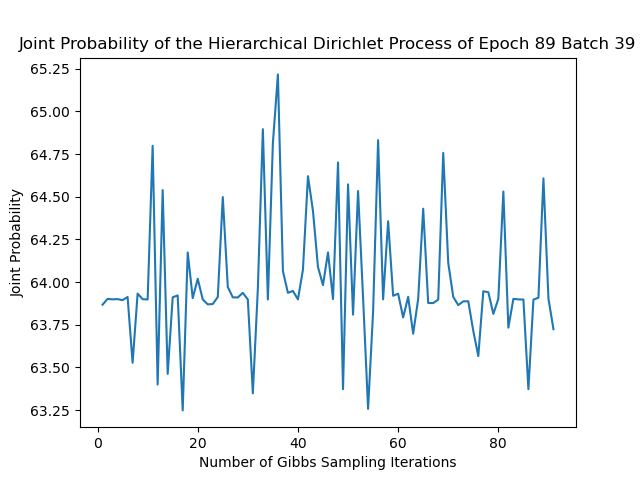 Joint Probability of the Hierarchical Dirichlet Process of Epoch 89 Batch 39
65.25
65.00
64.75
64.50
64.25
64.00
63.75
63.50
63.25
Joint Probability
0 20 40 60 80
Number of Gibbs Sampling Iterations